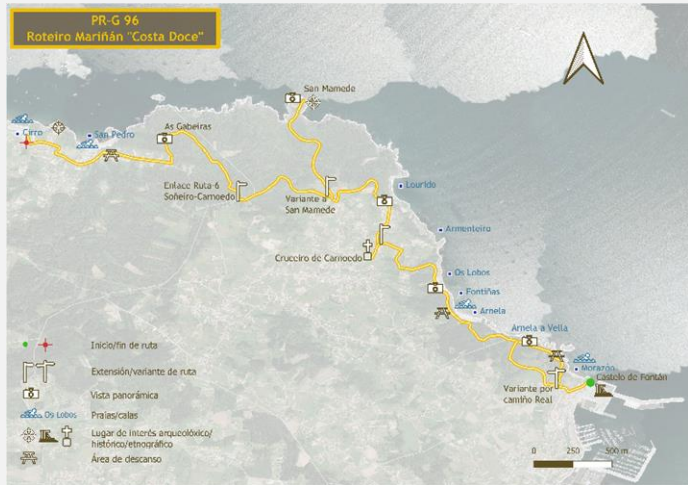 PR-G 96
Roteiro Mariñán "Costa Doce"
San Mamede
Cirro
San Pedro
As Gabeiras
Enlace Ruta 6
Soñeiro-Carnoedo
Variante a
San Mamede
Lourido
Armenteiro
Cruceiro de Carnoedo
Os Lobos
Fontiñas
Arnela
Arnela a Vella
Morazón
Castelo de Fontán
Variante por
camiño Real
Inicio/fin de ruta
Extensión/variante de ruta
Vista panorámica
Os Lobos
Praias/calas
Lugar de interés arqueolóxico/
histórico/etnográfico
Área de descanso
0 250 500 m